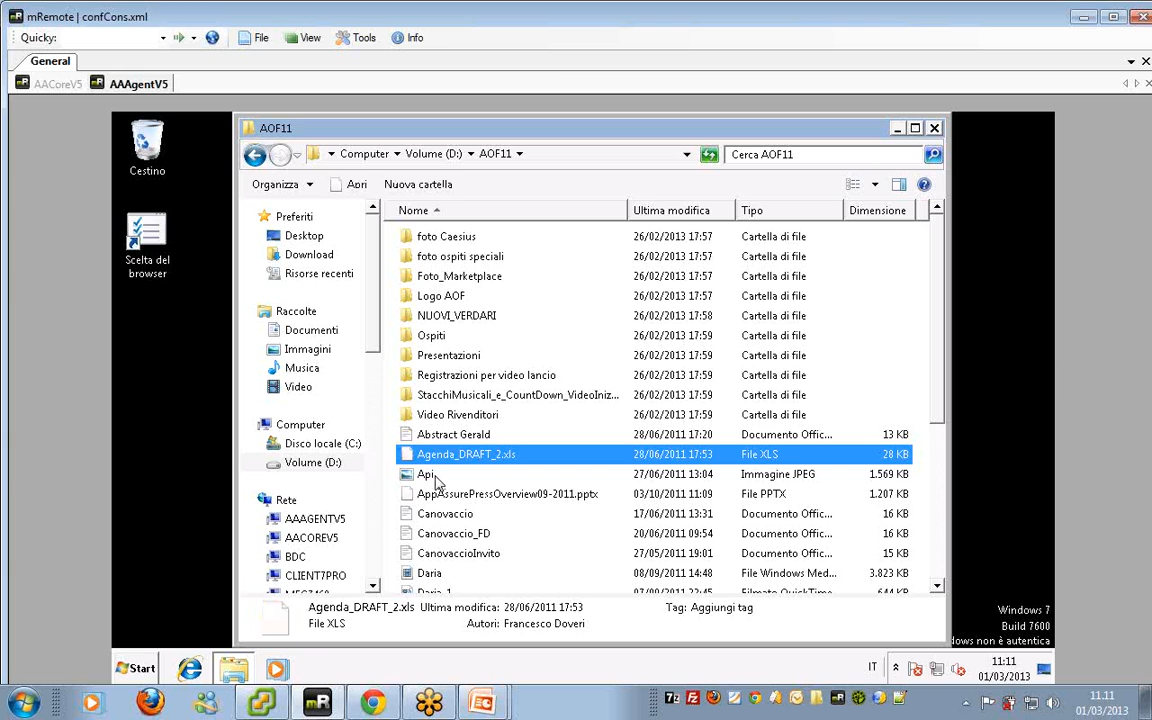 mRemote | confCons.xml
Quicky: File View Tools Info
General
AACoreV5 AAAgentV5
Cestino
Scelta del
browser
AOF11
Computer Volume (D:) AOF11 Cerca AOF11
Organizza Apri Nuova cartella
Nome Ultima modifica Tipo Dimensione
Preferiti
Desktop
Download
Risorse recenti
Raccolte
Documenti
Immagini
Musica
Video
Computer
Disco locale (C:)
Volume (D:)
Rete
AAAGENTV5
AACOREV5
BDC
CLIENT7PRO
foto Caesius 26/02/2013 17:57 Cartella di file
foto ospiti speciali 26/02/2013 17:57 Cartella di file
Foto_Marketplace 26/02/2013 17:57 Cartella di file
Logo AOF 26/02/2013 17:57 Cartella di file
NUOVI_VERDARI 26/02/2013 17:58 Cartella di file
Ospiti 26/02/2013 17:59 Cartella di file
Presentazioni 26/02/2013 17:59 Cartella di file
Registrazioni per video lancio 26/02/2013 17:59 Cartella di file
StacchiMusicali_e_CountDown_VideoIniz... 26/02/2013 17:59 Cartella di file
Video Rivenditori 26/02/2013 17:59 Cartella di file
Abstract Gerald 28/06/2011 17:20 Documento Offic... 13 KB
Agenda_DRAFT_2.xls 28/06/2011 17:53 File XLS 28 KB
Api 27/06/2011 13:04 Immagine JPEG 1.569 KB
AppAssurePressOverview09-2011.pptx 03/10/2011 11:09 File PPTX 1.207 KB
Canovaccio 17/06/2011 13:31 Documento Offic... 16 KB
Canovaccio_FD 20/06/2011 09:54 Documento Offic... 16 KB
CanovaccioInvito 27/05/2011 19:01 Documento Offic... 15 KB
Daria 08/09/2011 14:48 File Windows Med... 3.823 KB
Agenda_DRAFT_2.xls Ultima modifica: 28/06/2011 17:53 Tag: Aggiungi tag
File XLS Autori: Francesco Doveri
Windows 7
Build 7600
dows non è autentica
Start IT 11:11
01/03/2013
11.11
01/03/2013